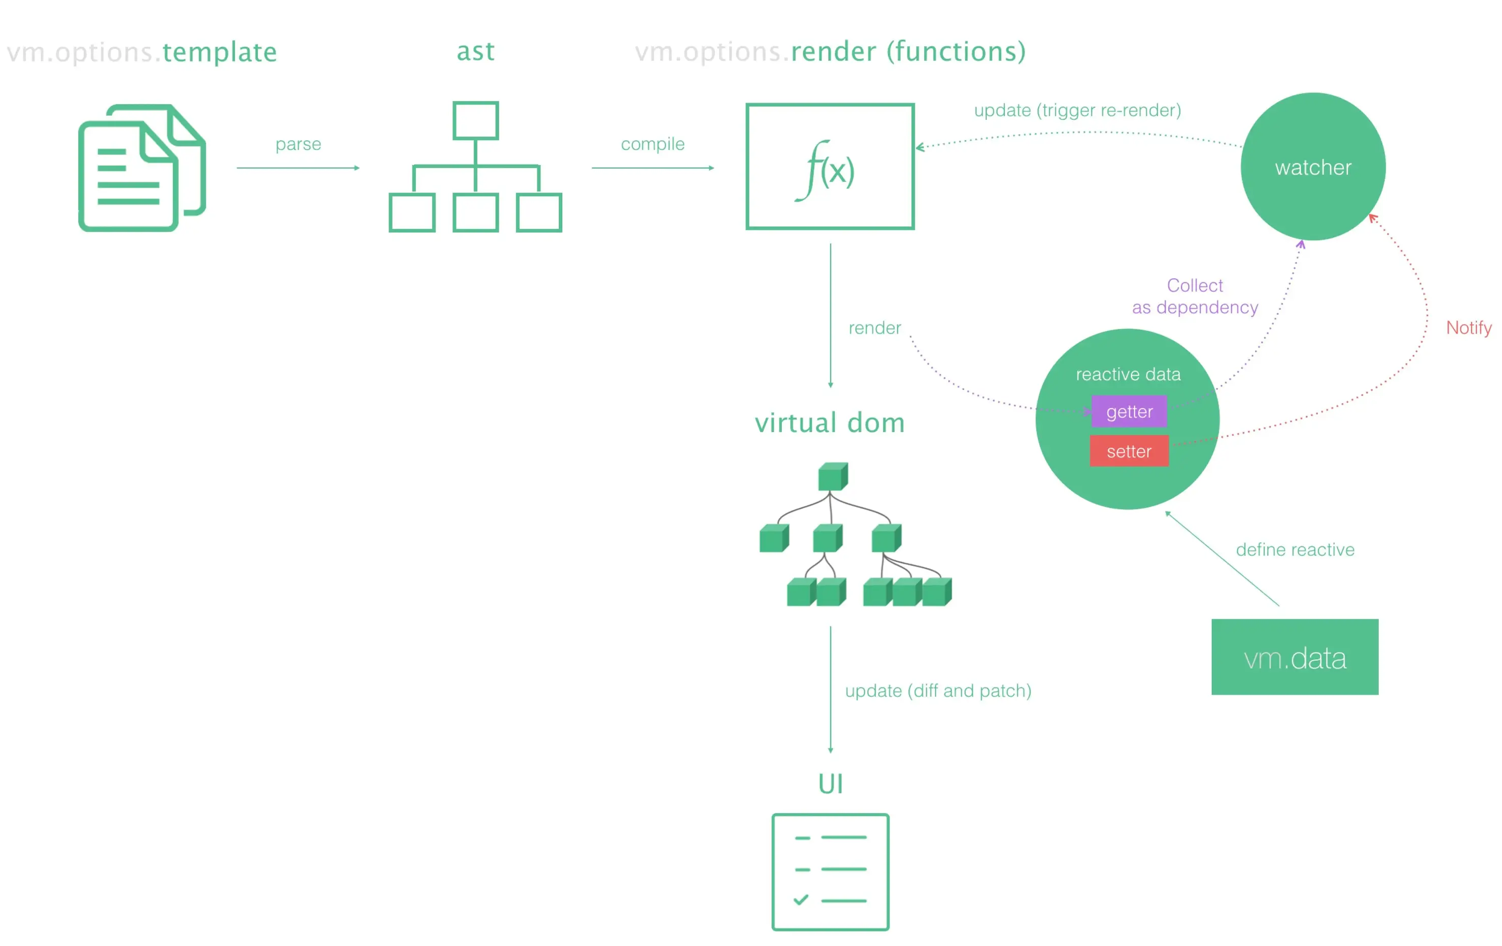 vm.options.template
ast
vm.options.render (functions)
parse
compile
f(x)
update (trigger re-render)
watcher
Collect
as dependency
Notify
render
reactive data
getter
setter
virtual dom
define reactive
vm.data
update (diff and patch)
UI